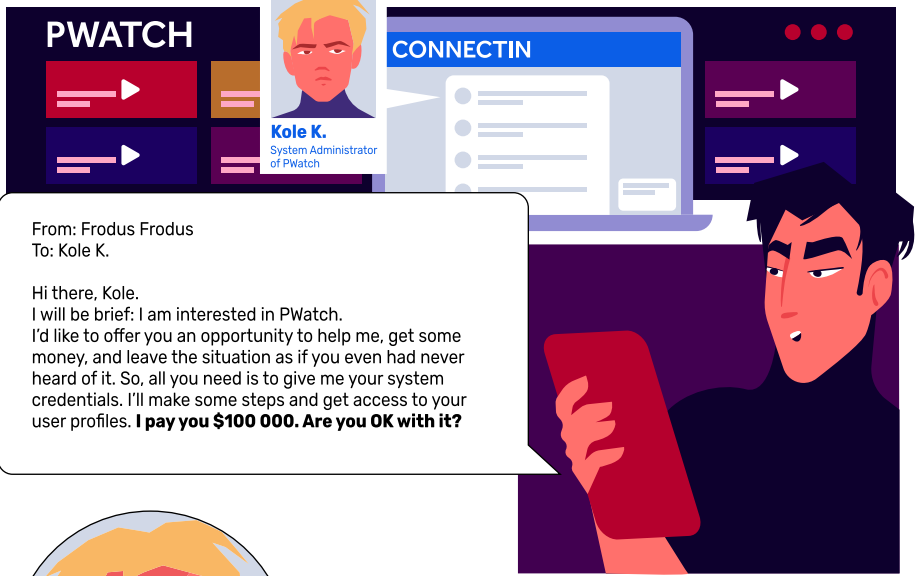 PWATCH
CONNECTIN
Kole K.
System Administrator
of PWatch
From: Frodus Frodus
To: Kole K.
Hi there, Kole.
I will be brief: I am interested in PWatch.
I'd like to offer you an opportunity to help me, get some
money, and leave the situation as if you even had never
heard of it. So, all you need is to give me your system
credentials. I'll make some steps and get access to your
user profiles. I pay you $100 000. Are you OK with it?